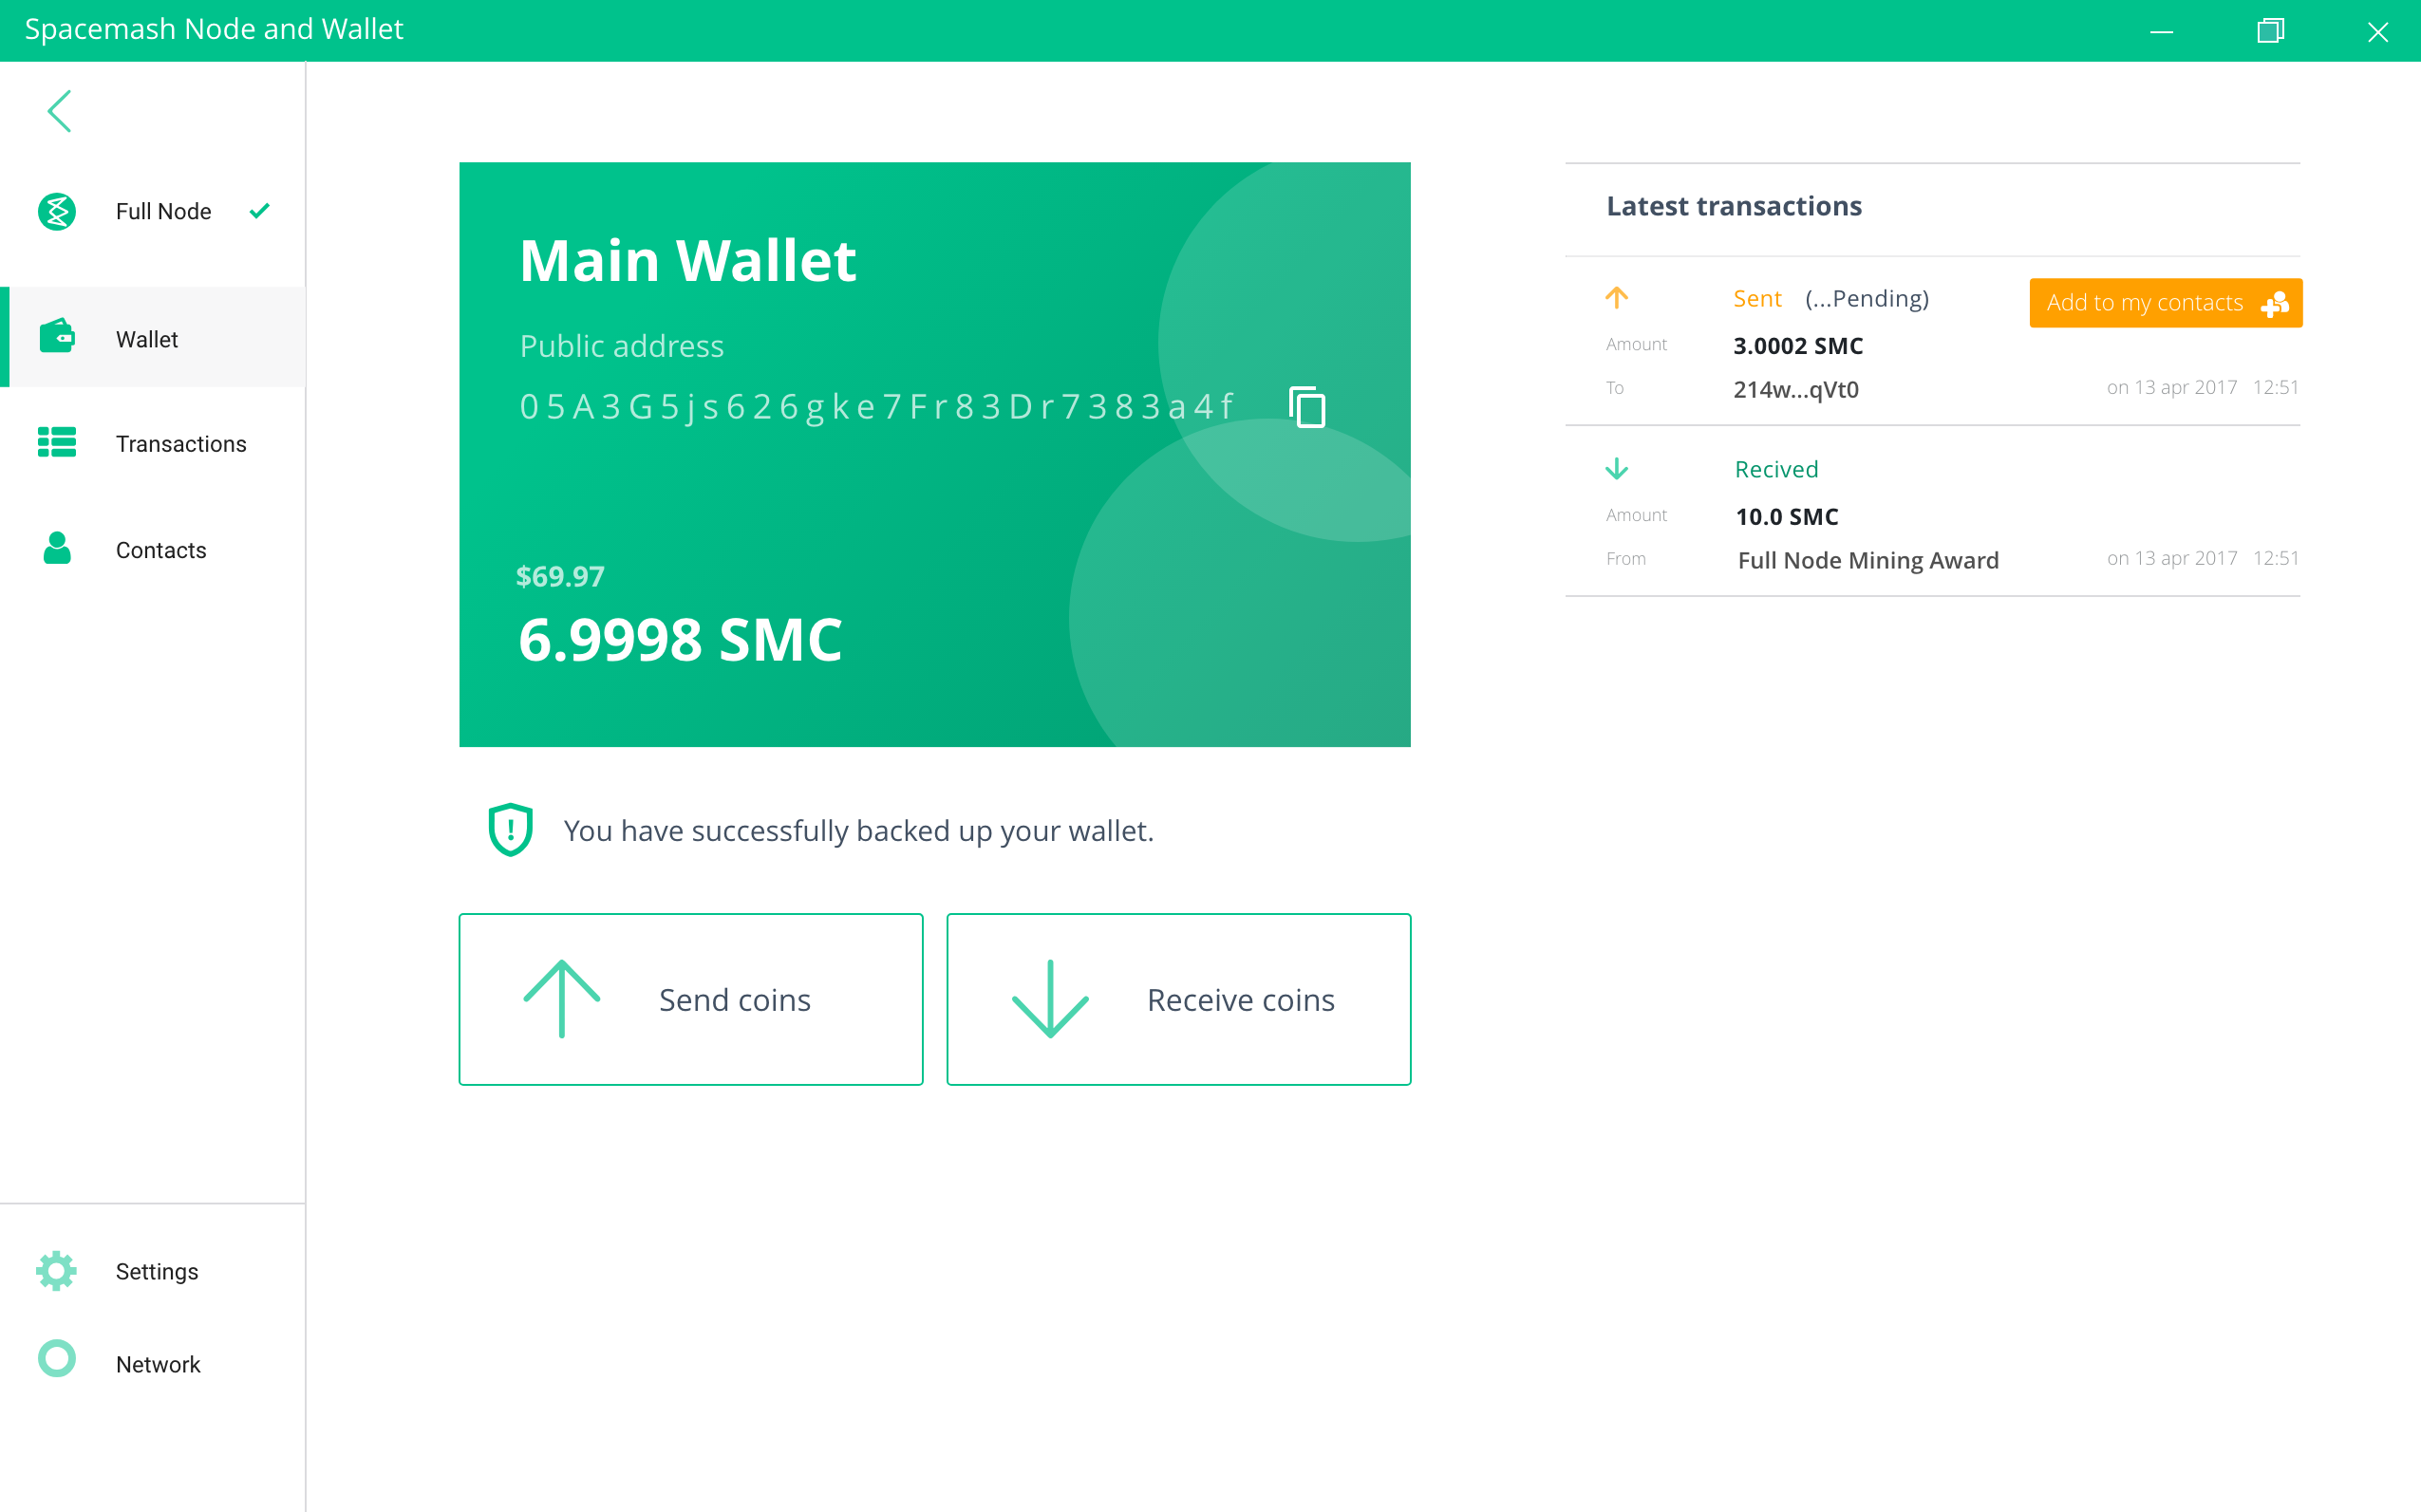 Spacemash Node and Wallet
Full Node
Wallet
Transactions
Contacts
Settings
Network
Main Wallet
Public address
05A3G5js626gke7Fr83Dr7383a4f
$69.97
6.9998 SMC
You have successfully backed up your wallet.
Send coins
Receive coins
Latest transactions
Sent (...Pending)
Add to my contacts
Amount 3.0002 SMC
To 214w...qVt0 on 13 apr 2017 12:51
Recived
Amount 10.0 SMC
From Full Node Mining Award on 13 apr 2017 12:51